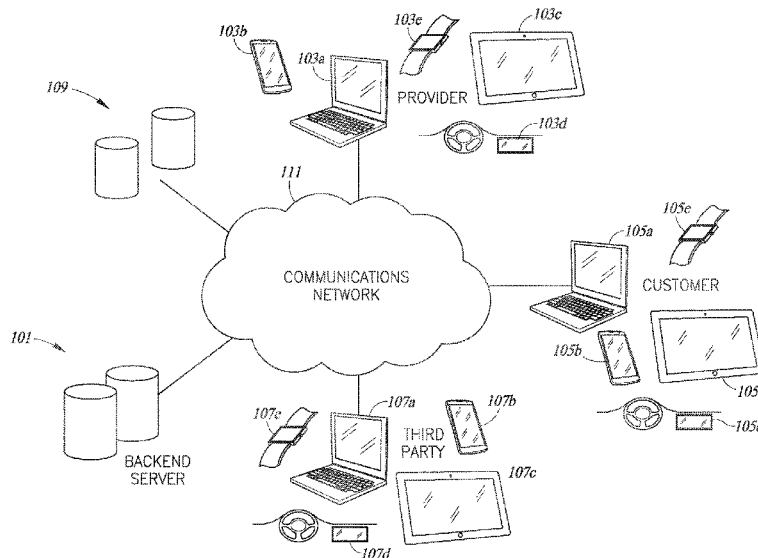 103b
103a
103e
103c
109
PROVIDER
103d
111
105e
105a
COMMUNICATIONS
NETWORK
CUSTOMER
101
105b
107e
107a
107b
THIRD
PARTY
107c
BACKEND
SERVER
107d